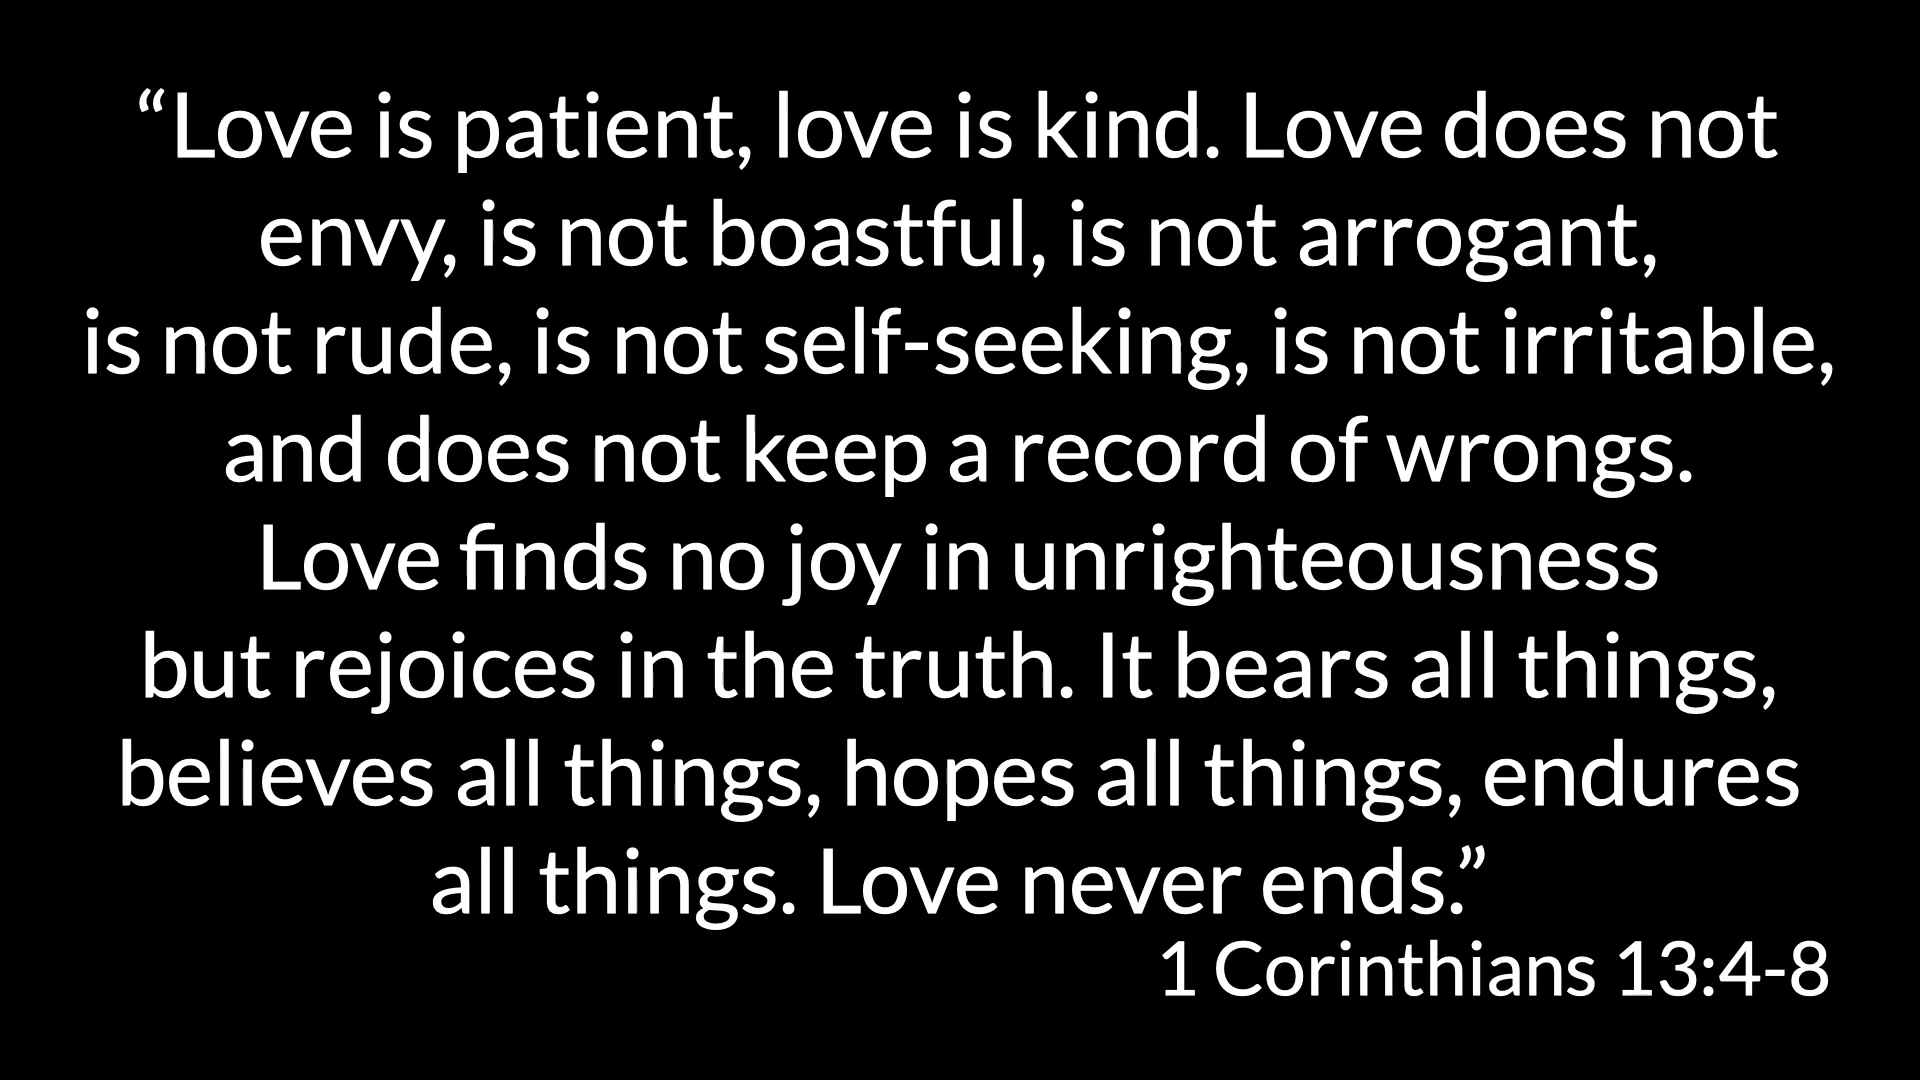 “Love is patient, love is kind. Love does not
envy, is not boastful, is not arrogant,
is not rude, is not self-seeking, is not irritable,
and does not keep a record of wrongs.
Love finds no joy in unrighteousness
but rejoices in the truth. It bears all things,
believes all things, hopes all things, endures
all things. Love never ends.”
1 Corinthians 13:4-8